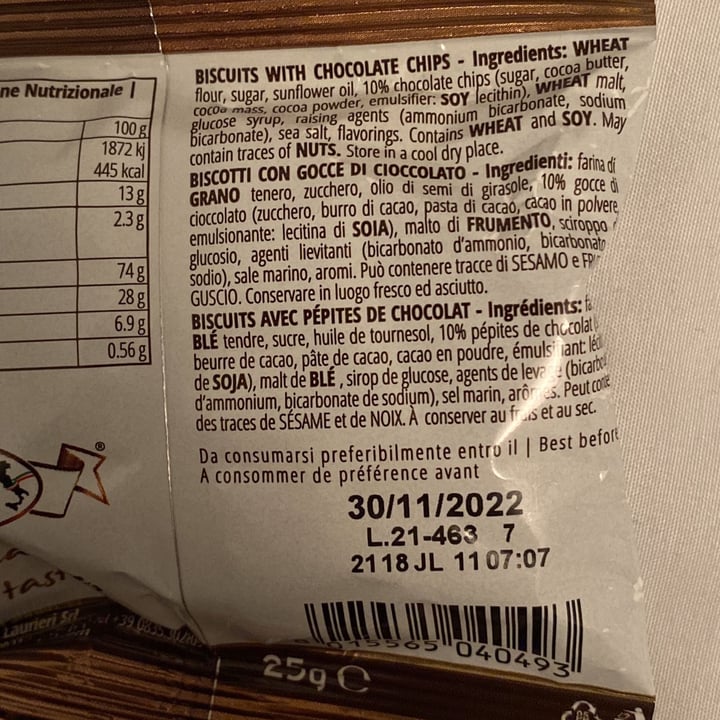 ne Nutrizionale |
100 g
1872 kj
445 kcal
13 g
2.3 g
74 g
28 g
6.9 g
0.56 g
BISCUITS WITH CHOCOLATE CHIPS - Ingredients: WHEAT
flour, sugar, sunflower oil, 10% chocolate chips (sugar, cocoa butter,
cocoa mass, cocoa powder, emulsifier: SOY lecithin), WHEAT malt,
glucose syrup, raising agents (ammonium bicarbonate, sodium
bicarbonate), sea salt, flavorings. Contains WHEAT and SOY. May
contain traces of NUTS. Store in a cool dry place.
BISCOTTI CON GOCCE DI CIOCCOLATO - Ingredienti: farina di
GRANO tenero, zucchero, olio di semi di girasole, 10% gocce di
cioccolato (zucchero, burro di cacao, pasta di cacao, cacao in polvere,
emulsionante: lecitina di SOIA), malto di FRUMENTO, sciroppo
glucosio, agenti lievitanti (bicarbonato d'ammonio, bicarbonato
sodio), sale marino, aromi. Può contenere tracce di SESAMO e
GUSCIO. Conservare in luogo fresco ed asciutto.
BISCUITS AVEC PÉPITES DE CHOCOLAT - Ingrédients:
BLÉ tendre, sucre, huile de tournesol, 10% pépites de chocolat
beurre de cacao, pâte de cacao, cacao en poudre,
de SOJA), malt de BLÉ, sirop de glucose, agents de
d'ammonium, bicarbonate de sodium), sel marin, Peut
des traces de SÉSAME et de NOIX. À conserver au et au sec.
Da consumarsi preferibilmente entro il | Best before
A consommer de préférence avant
30/11/2022
L.21-463 7
2118 JL 11 07:07
®
Laurieri Srl
040493
25g e